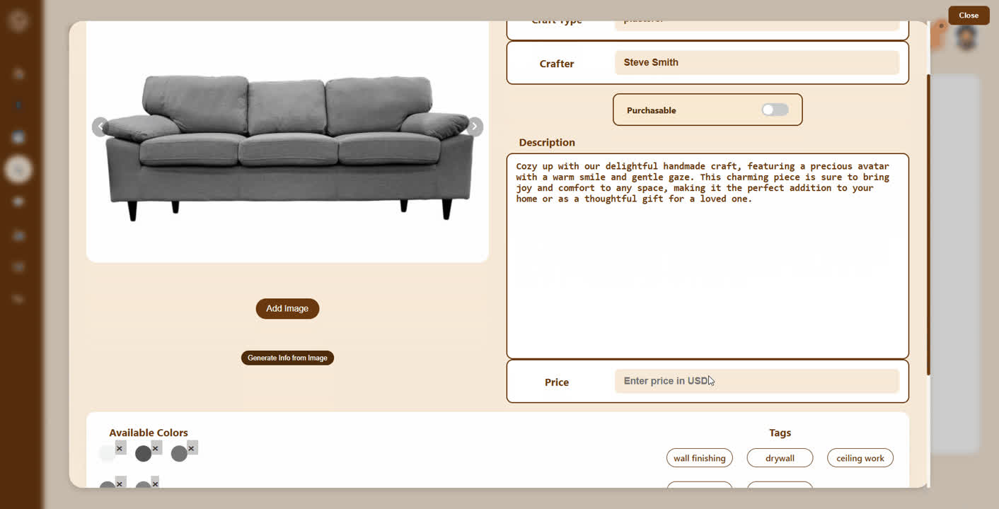 Close
Craft Type
plasterer
Crafter
Steve Smith
Purchasable
Description
Cozy up with our delightful handmade craft, featuring a precious avatar
with a warm smile and gentle gaze. This charming piece is sure to bring
joy and comfort to any space, making it the perfect addition to your
home or as a thoughtful gift for a loved one.
Add Image
Generate Info from Image
Price
Enter price in USD
Available Colors
×
×
×
×
×
Tags
wall finishing
drywall
ceiling work